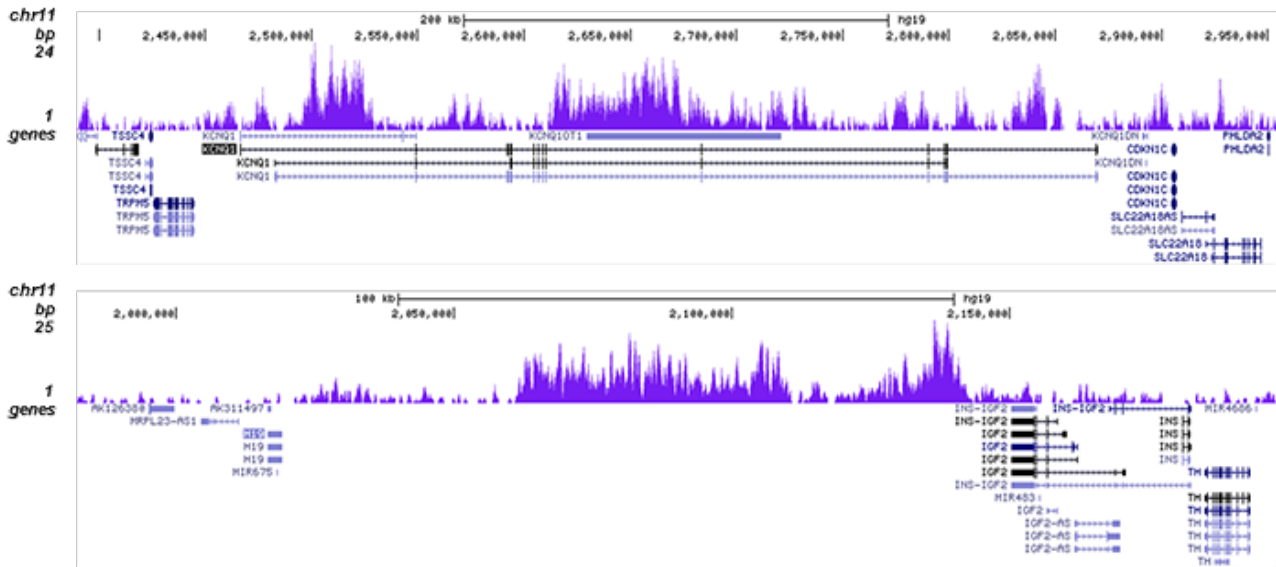 chr11 200 kb hg19
bp 2,450,000 2,500,000 2,550,000 2,600,000 2,650,000 2,700,000 2,750,000 2,800,000 2,850,000 2,900,000 2,950,000
24
1
genes TSSC4 KCNQ1 KCNQ1OT1 KCNQ1DN PHLDA2
KCNQ1 CDKN1C PHLDA2
TSSC4 KCNQ1 KCNQ1DN
TSSC4 KCNQ1 CDKN1C
TSSC4 CDKN1C
TRPM5 CDKN1C
TRPM5 SLC22A18AS
TRPM5 SLC22A18AS
SLC22A18
SLC22A18
chr11 100 kb hg19
bp 2,000,000 2,050,000 2,100,000 2,150,000
25
1
genes AK126380 AK311497 INS-IGF2 INS-IGF2 MIR4686
MRPL23-AS1 INS-IGF2 INS
H19 IGF2 INS
H19 IGF2 INS
H19 IGF2 INS
MIR675 IGF2 TH
INS-IGF2
MIR483 TH
IGF2 TH
IGF2-AS TH
IGF2-AS TH
IGF2-AS TH
TH